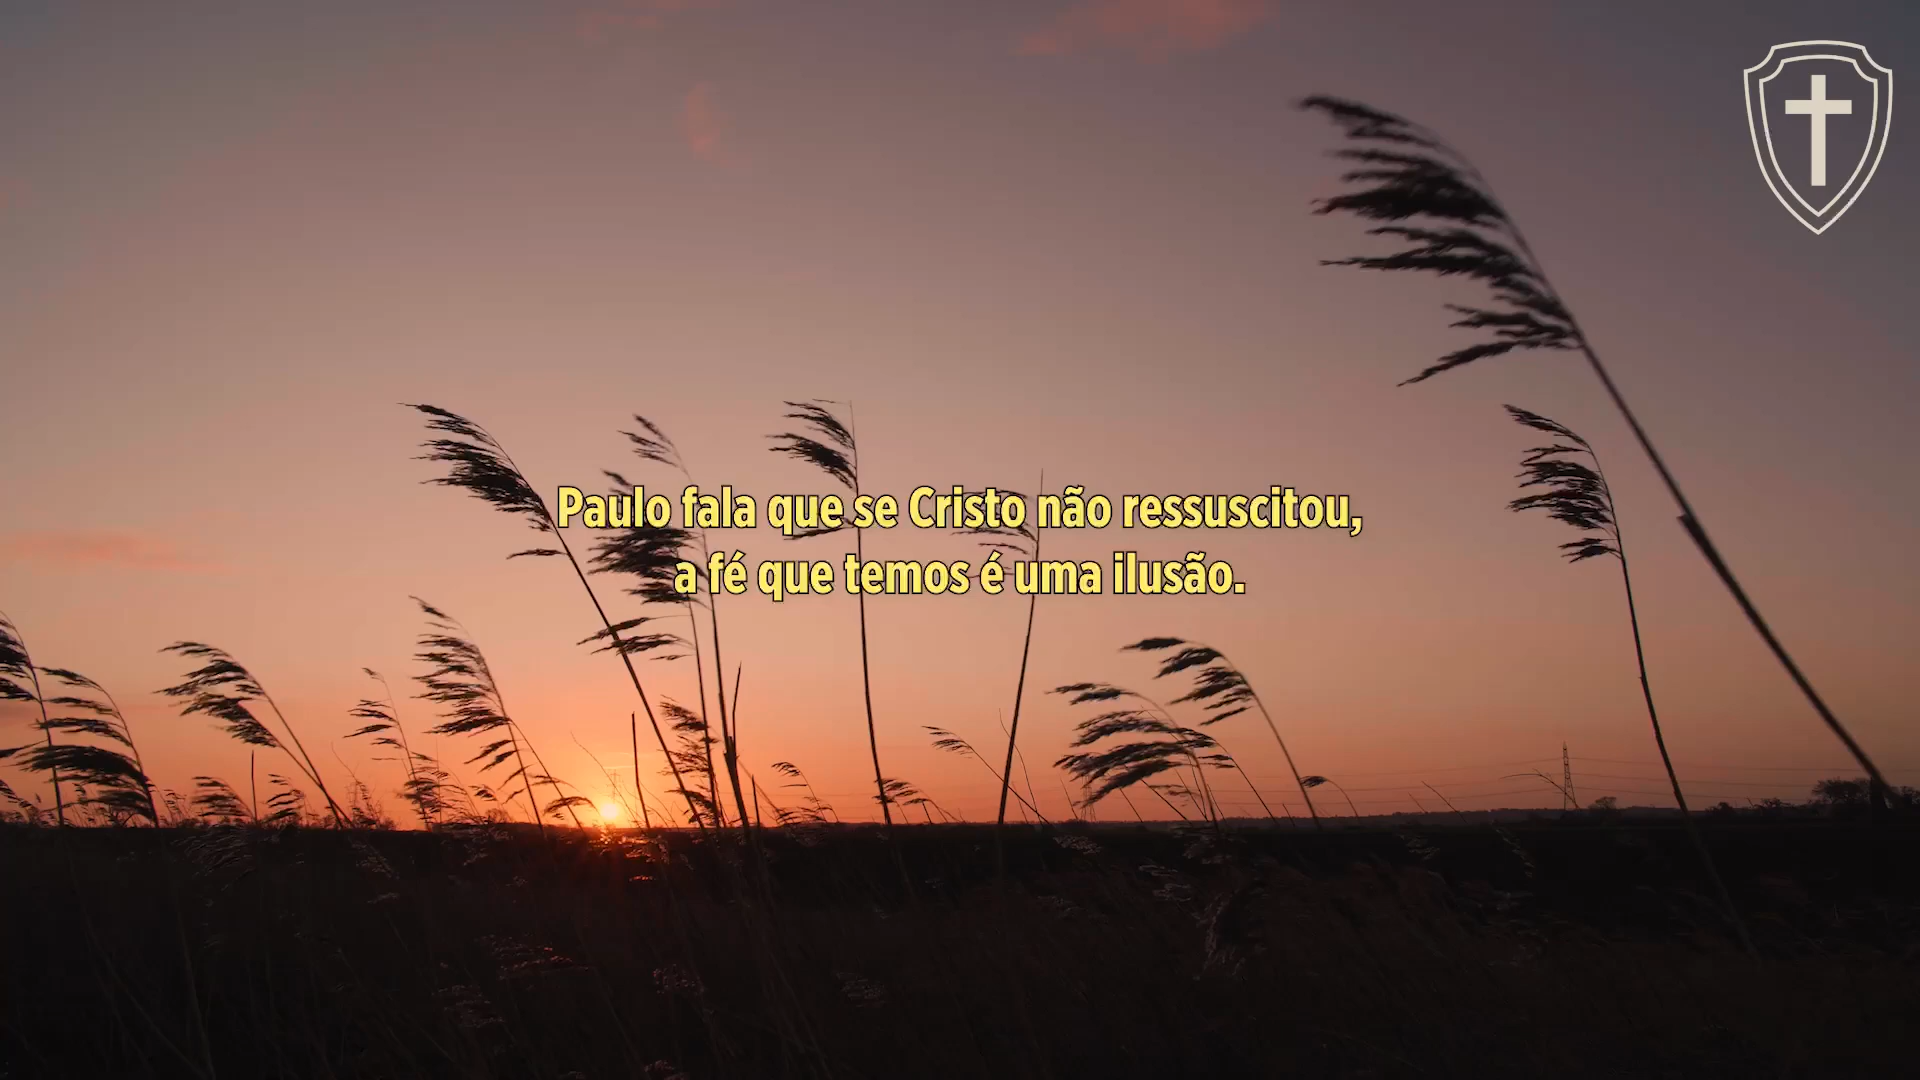 Paulo fala que se Cristo não ressuscitou,
a fé que temos é uma ilusão.